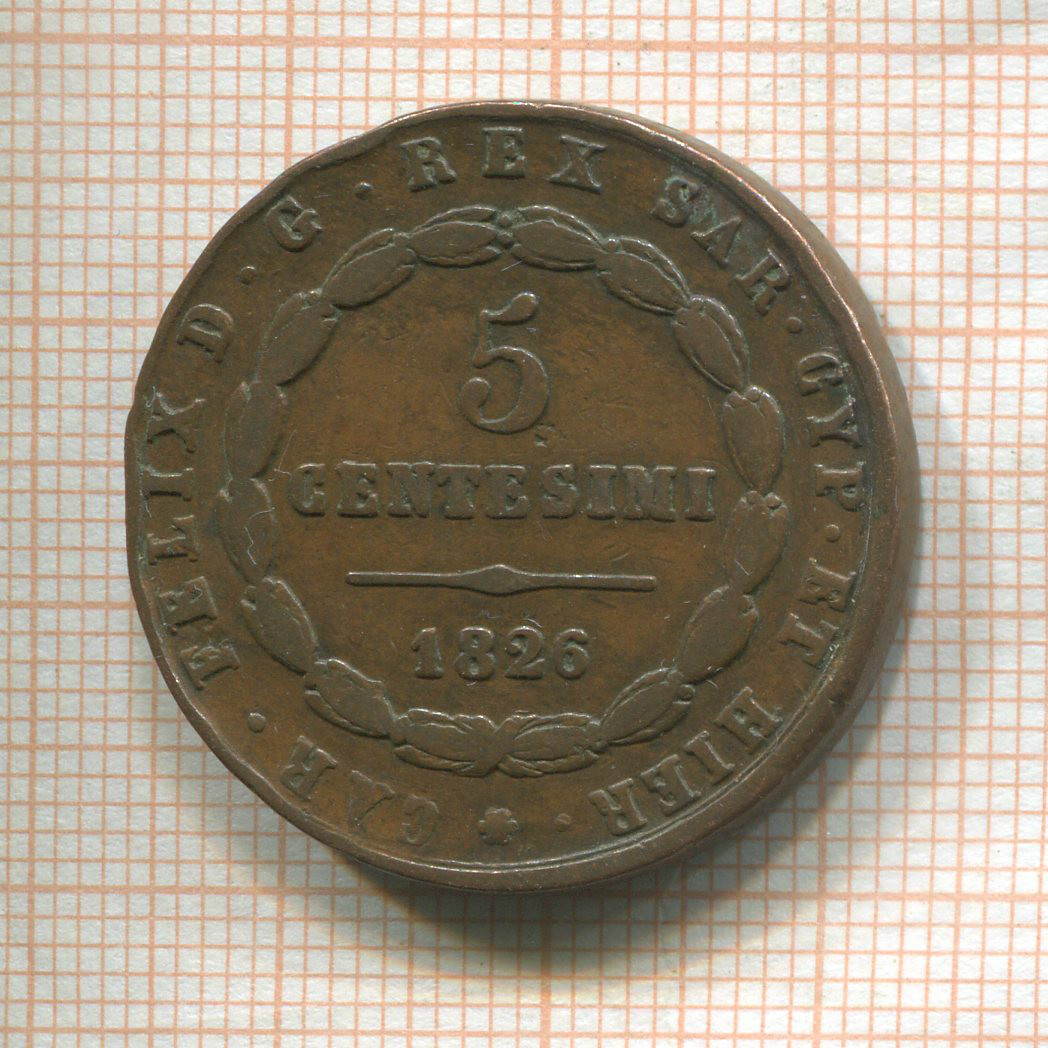 CAR · FELIX D · G · REX SAR · CYP · ET HIER ·
5
CENTESIMI
1826